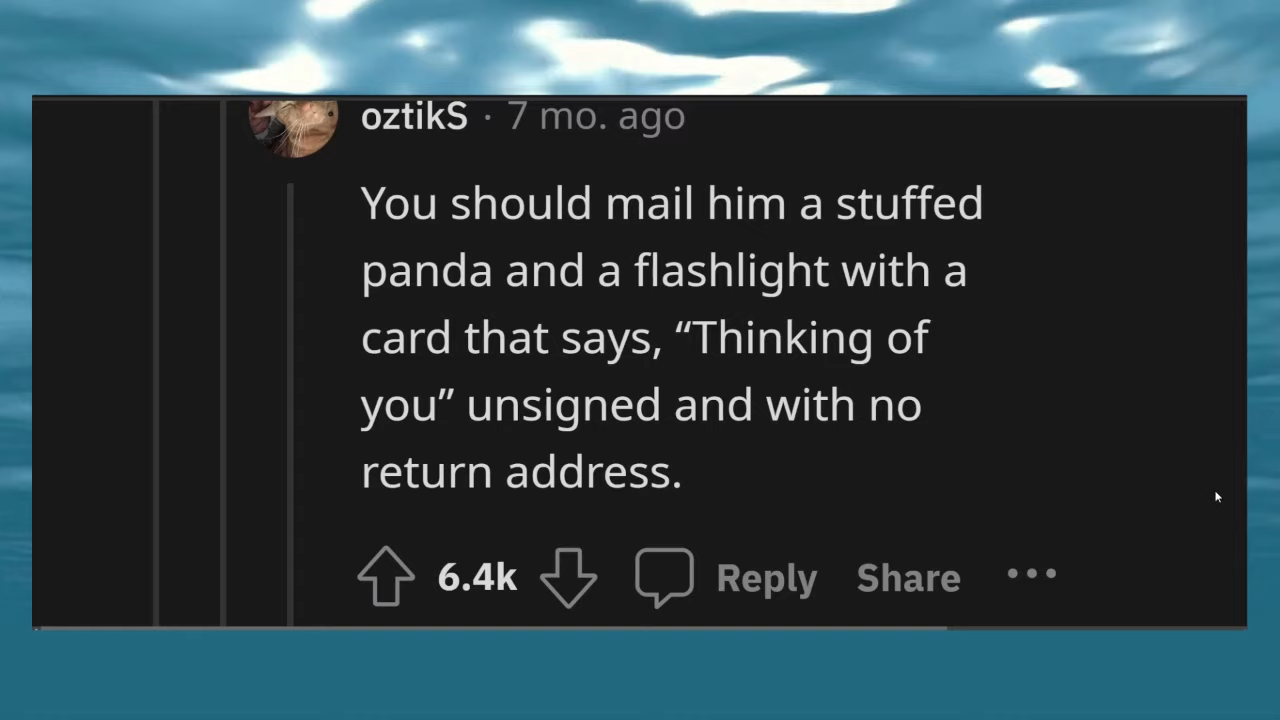 oztikS · 7 mo. ago
You should mail him a stuffed
panda and a flashlight with a
card that says, “Thinking of
you” unsigned and with no
return address.
6.4k Reply Share